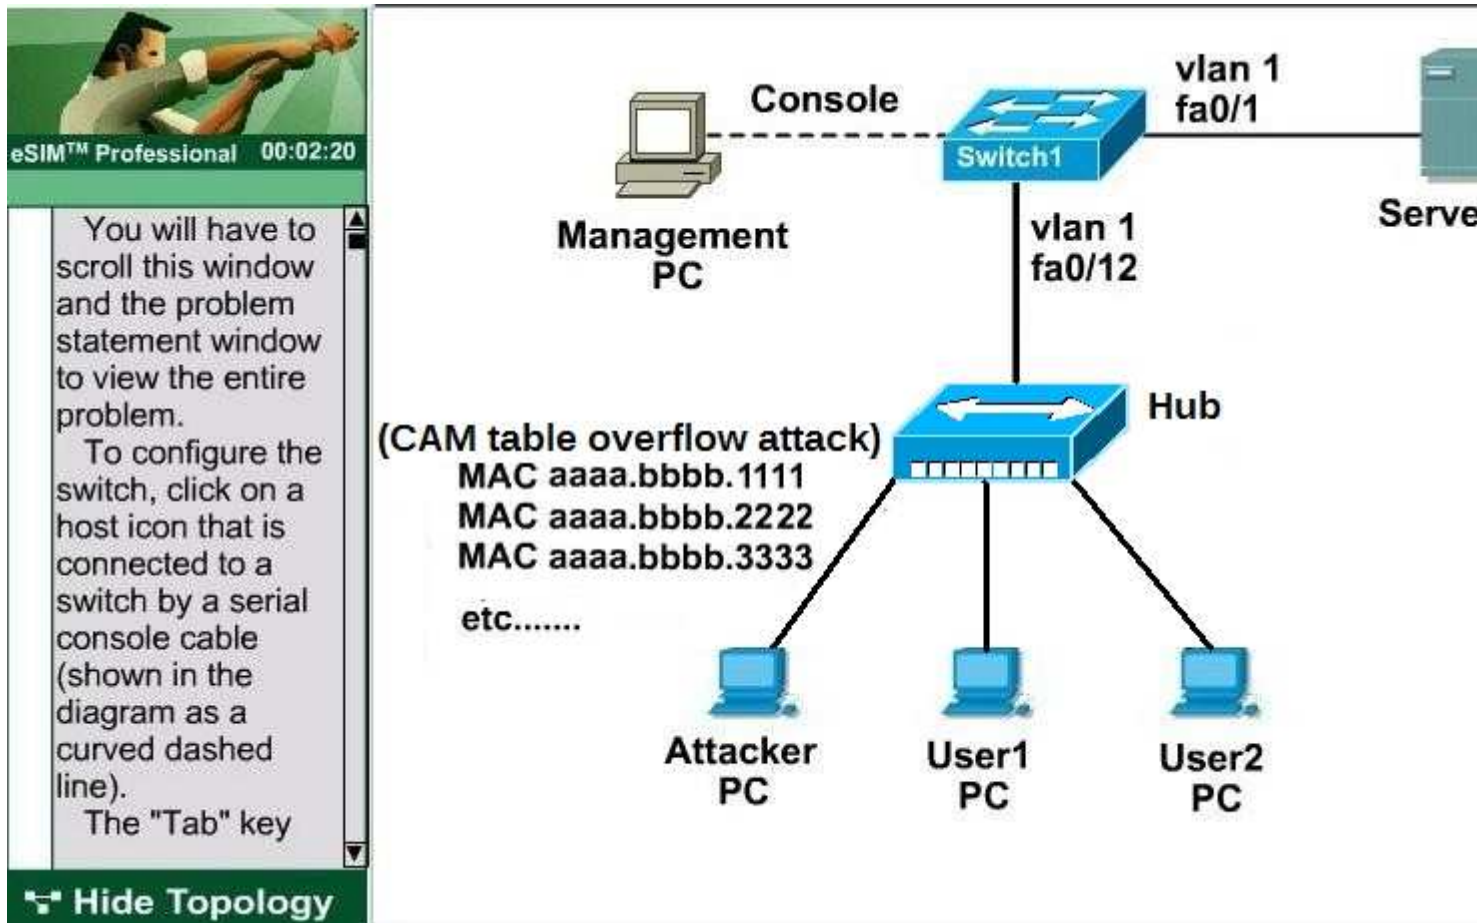 eSIM™ Professional 00:02:20
You will have to
scroll this window
and the problem
statement window
to view the entire
problem.
To configure the
switch, click on a
host icon that is
connected to a
switch by a serial
console cable
(shown in the
diagram as a
curved dashed
line).
The "Tab" key
Hide Topology
Console
vlan 1
fa0/1
Switch1
Serve
Management
PC
vlan 1
fa0/12
Hub
(CAM table overflow attack)
MAC aaaa.bbbb.1111
MAC aaaa.bbbb.2222
MAC aaaa.bbbb.3333
etc.......
Attacker
PC
User1
PC
User2
PC